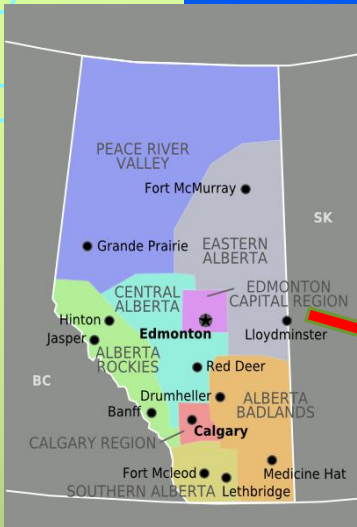 PEACE RIVER
VALLEY
Fort McMurray
SK
Grande Prairie
EASTERN
ALBERTA
CENTRAL
ALBERTA
EDMONTON
CAPITAL REGION
Hinton
Edmonton
Lloydminster
Jasper
ALBERTA
ROCKIES
Red Deer
BC
Drumheller
ALBERTA
BADLANDS
Banff
Calgary
CALGARY REGION
Fort Mcleod
Medicine Hat
SOUTHERN ALBERTA
Lethbridge